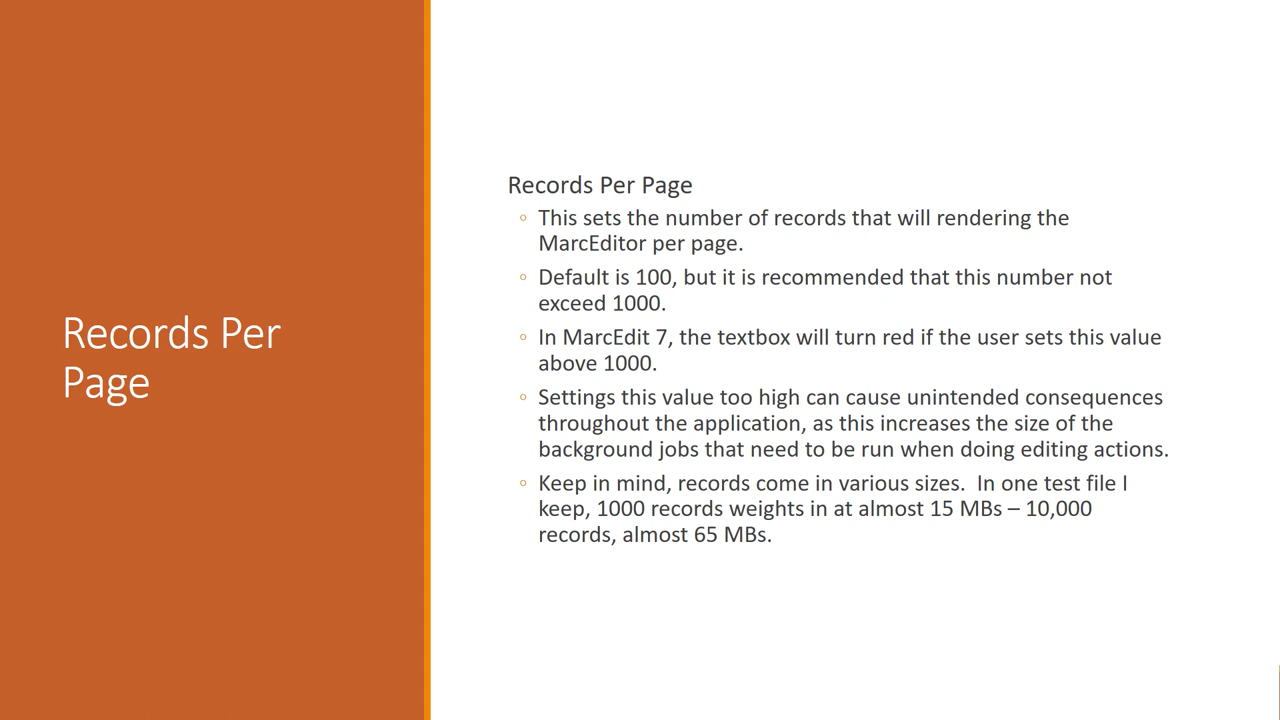 Records Per
Page
Records Per Page
◦ This sets the number of records that will rendering the
MarcEditor per page.
◦ Default is 100, but it is recommended that this number not
exceed 1000.
◦ In MarcEdit 7, the textbox will turn red if the user sets this value
above 1000.
◦ Settings this value too high can cause unintended consequences
throughout the application, as this increases the size of the
background jobs that need to be run when doing editing actions.
◦ Keep in mind, records come in various sizes.  In one test file I
keep, 1000 records weights in at almost 15 MBs – 10,000
records, almost 65 MBs.